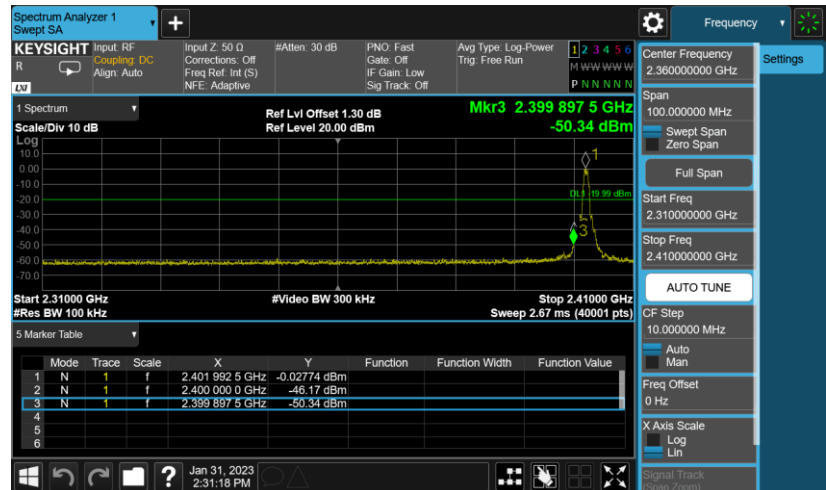 Spectrum Analyzer 1
Swept SA
+
Frequency
KEYSIGHT
R
LXI
Input: RF
Coupling: DC
Align: Auto
Input Z: 50 Ω
Corrections: Off
Freq Ref: Int (S)
NFE: Adaptive
#Atten: 30 dB
PNO: Fast
Gate: Off
IF Gain: Low
Sig Track: Off
Avg Type: Log-Power
Trig: Free Run
1 2 3 4 5 6
M W W W W W
P N N N N N
1 Spectrum
Scale/Div 10 dB
Ref Lvl Offset 1.30 dB
Ref Level 20.00 dBm
Mkr3 2.399 897 5 GHz
-50.34 dBm
Log
10.0
0.00
-10.0
-20.0
-30.0
-40.0
-50.0
-60.0
-70.0
1
DL1 -19.99 dBm
3
Start 2.31000 GHz
#Res BW 100 kHz
#Video BW 300 kHz
Stop 2.41000 GHz
Sweep 2.67 ms (40001 pts)
5 Marker Table
Mode Trace Scale X Y Function Function Width Function Value
1 N 1 f 2.401 992 5 GHz -0.02774 dBm
2 N 1 f 2.400 000 0 GHz -46.17 dBm
3 N 1 f 2.399 897 5 GHz -50.34 dBm
4
5
6
?
Jan 31, 2023
2:31:18 PM
Center Frequency
2.360000000 GHz
Span
100.000000 MHz
Swept Span
Zero Span
Full Span
Start Freq
2.310000000 GHz
Stop Freq
2.410000000 GHz
AUTO TUNE
CF Step
10.000000 MHz
Auto
Man
Freq Offset
0 Hz
X Axis Scale
Log
Lin
Signal Track
(Span Zoom)
Settings